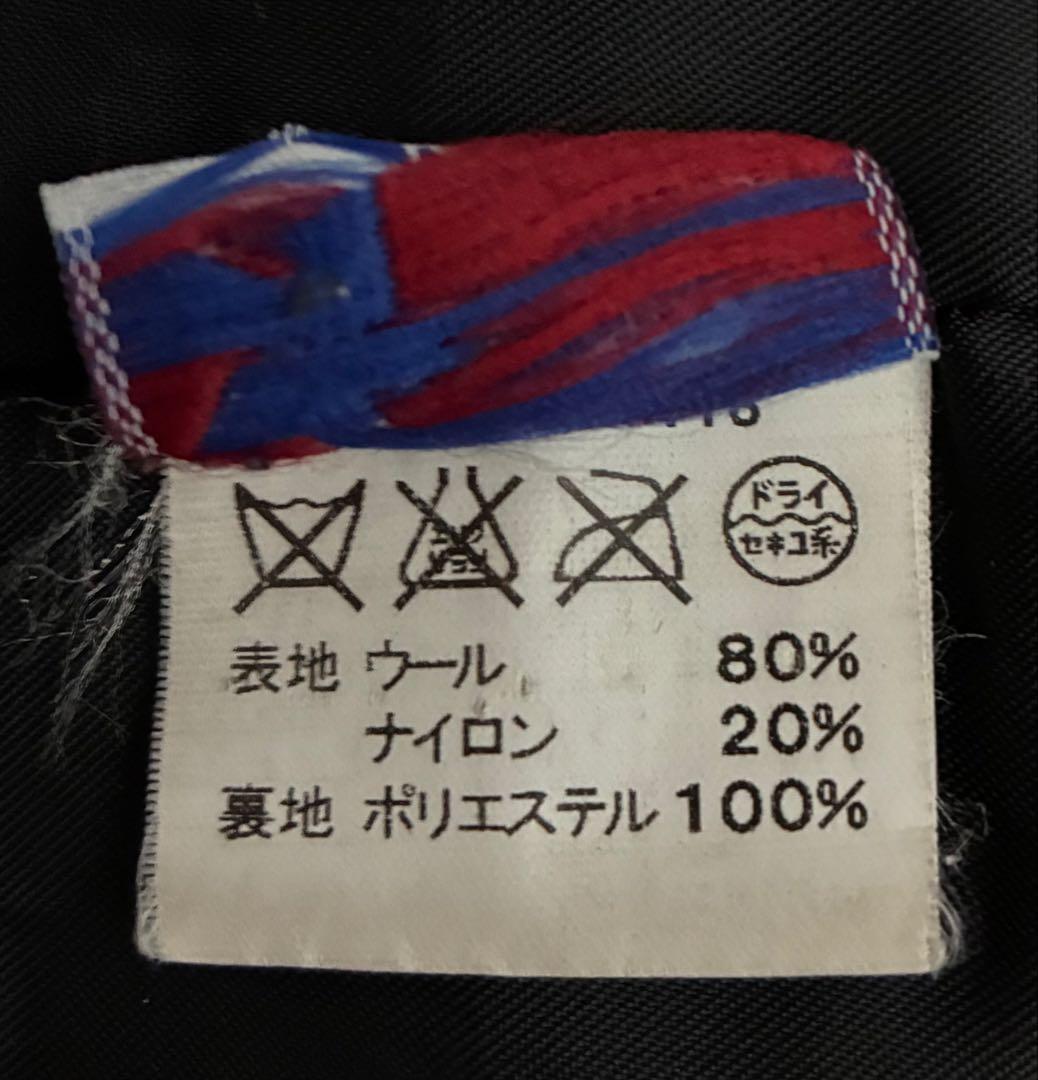 ドライ
セキユ系
表地 ウール 80%
ナイロン 20%
裏地 ポリエステル 100%